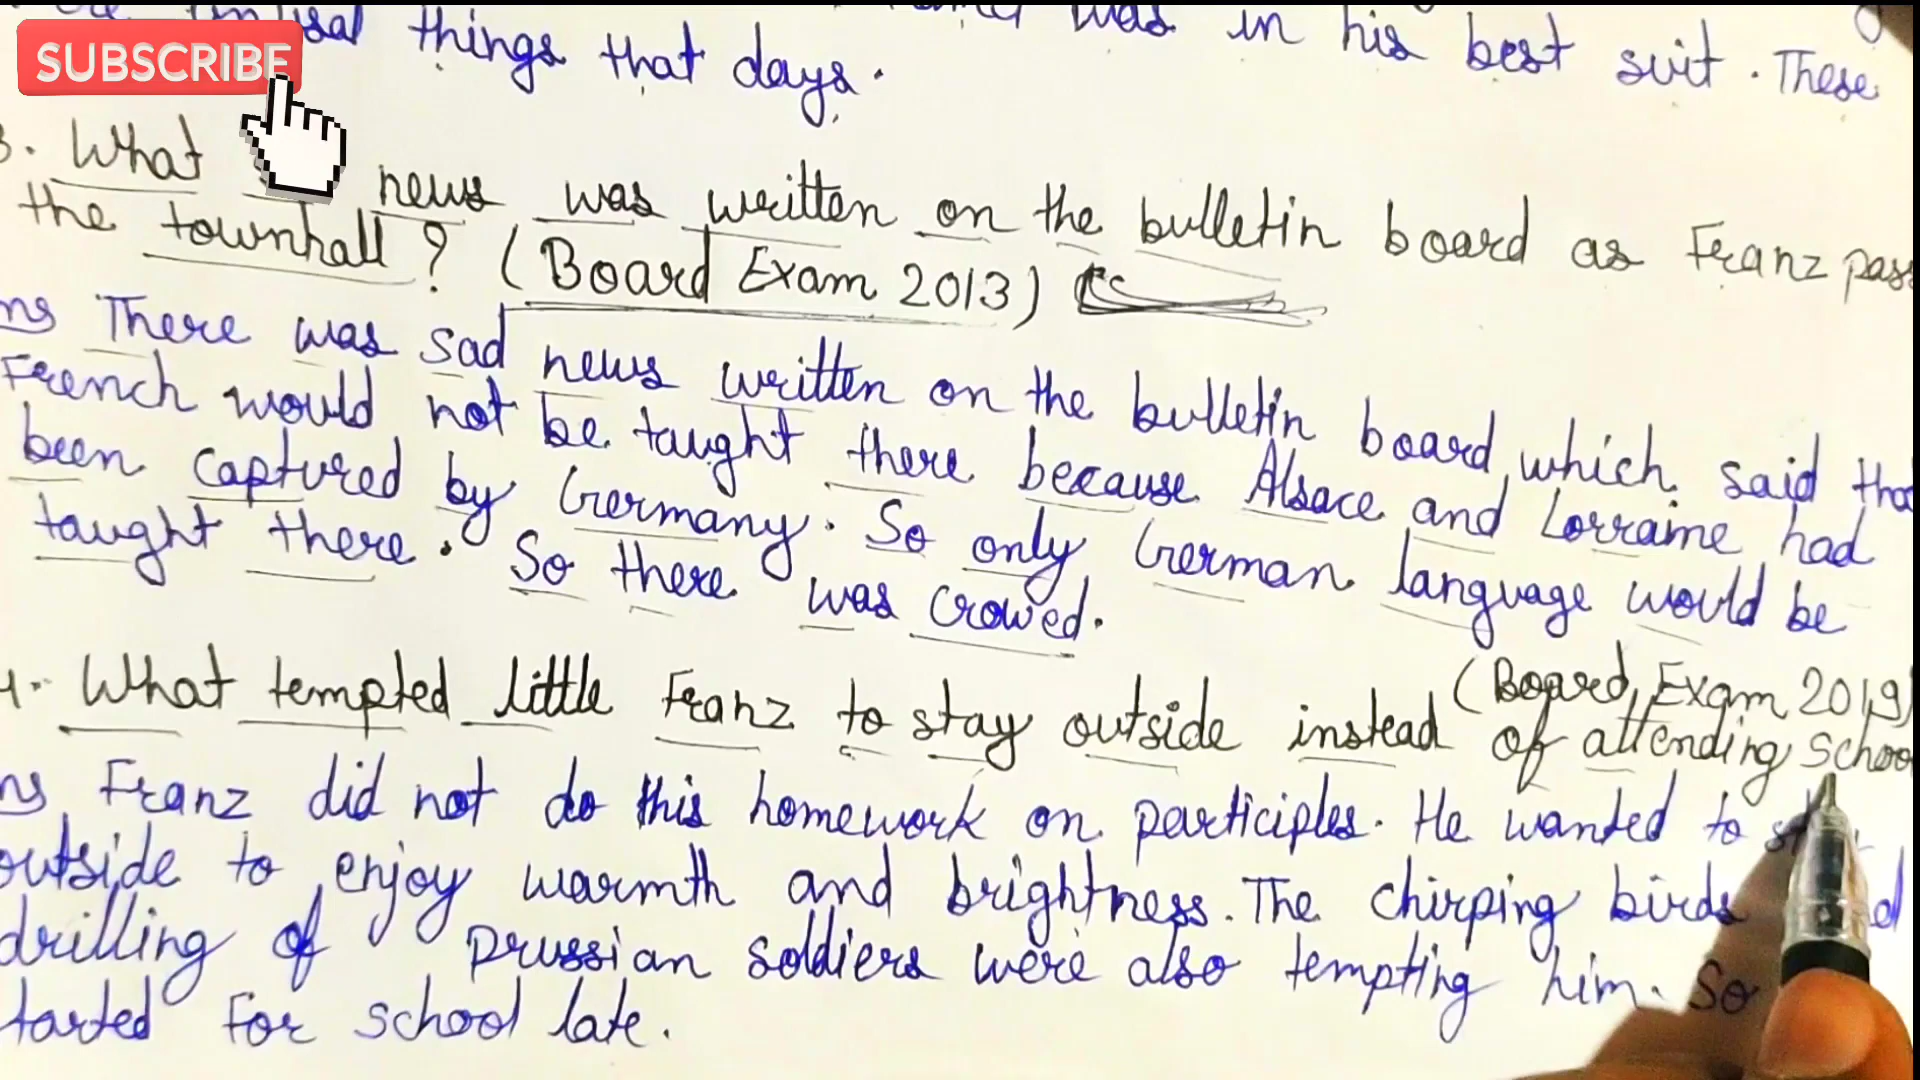 SUBSCRIBE
things that days.
was in his best suit. These
3. What news was written on the bulletin board as Franz pass
the townhall? (Board Exam 2013)
ns There was sad news written on the bulletin board, which said tha
French would not be taught there because Alsace and Lorraine had
been captured by Germany. So only German language would be
taught there. So there was crowed.
(Board Exam 2019)
4. What tempted little Franz to stay outside instead of attending schoo
ns Franz did not do this homework on participles. He wanted to
outside to enjoy warmth and brightness. The chirping birds
drilling of prussian soldiers were also tempting him. So
tarted for school late.